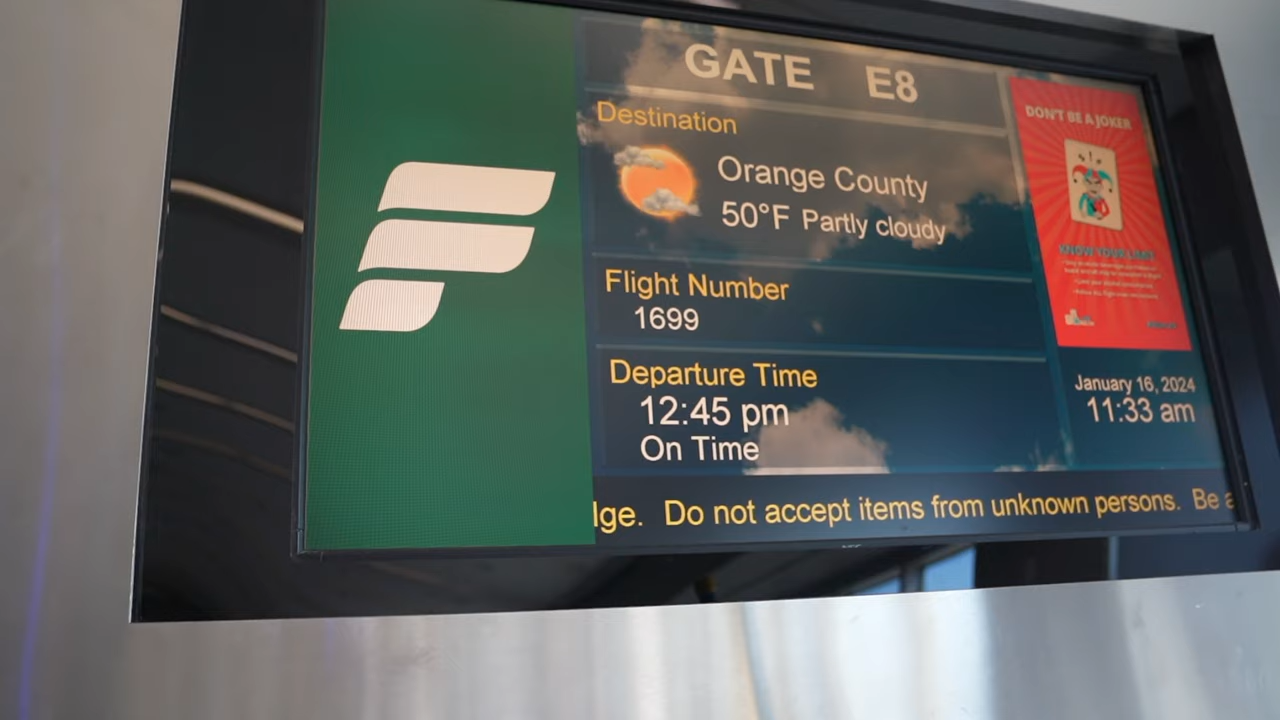 GATE E8
Destination
Orange County
50°F Partly cloudy
Flight Number
1699
Departure Time
12:45 pm
On Time
DON'T BE A JOKER
KNOW YOUR LIMIT
January 16, 2024
11:33 am
lge. Do not accept items from unknown persons. Be a